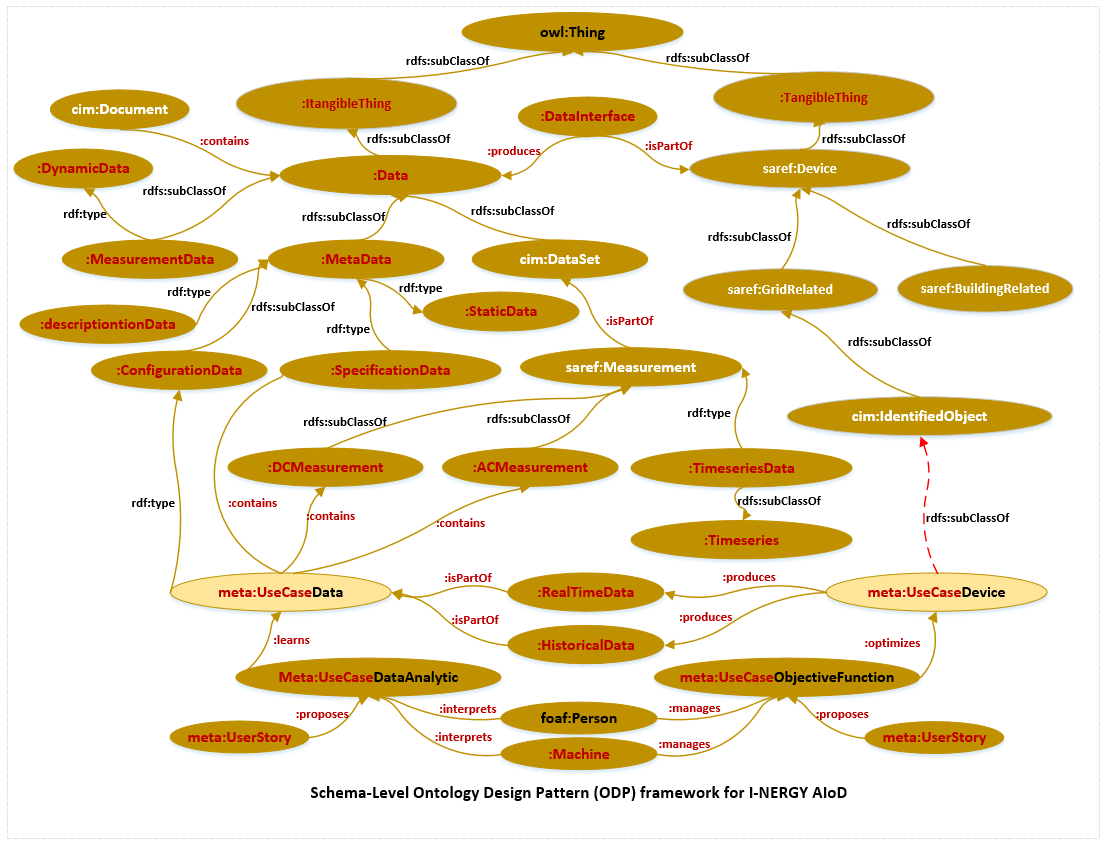 owl:Thing
rdfs:subClassOf
rdfs:subClassOf
:ItangibleThing
:TangibleThing
cim:Document
:DataInterface
:contains
rdfs:subClassOf
:produces
:isPartOf
rdfs:subClassOf
:DynamicData
:Data
saref:Device
rdfs:subClassOf
rdf:type
rdfs:subClassOf
rdfs:subClassOf
rdfs:subClassOf
rdfs:subClassOf
:MeasurementData
:MetaData
cim:DataSet
saref:GridRelated
saref:BuildingRelated
rdf:type
rdf:type
rdfs:subClassOf
:StaticData
:descriptiontionData
rdf:type
:isPartOf
rdfs:subClassOf
:ConfigurationData
:SpecificationData
saref:Measurement
rdf:type
cim:IdentifiedObject
rdfs:subClassOf
rdfs:subClassOf
:DCMeasurement
:ACMeasurement
:TimeseriesData
rdf:type
:contains
:contains
:contains
rdfs:subClassOf
rdfs:subClassOf
:Timeseries
meta:UseCaseData
:isPartOf
:RealTimeData
:produces
meta:UseCaseDevice
:isPartOf
:produces
:learns
:HistoricalData
:optimizes
Meta:UseCaseDataAnalytic
meta:UseCaseObjectiveFunction
:proposes
:interprets
foaf:Person
:manages
:proposes
meta:UserStory
:interprets
:Machine
:manages
meta:UserStory
Schema-Level Ontology Design Pattern (ODP) framework for I-NERGY AIoD